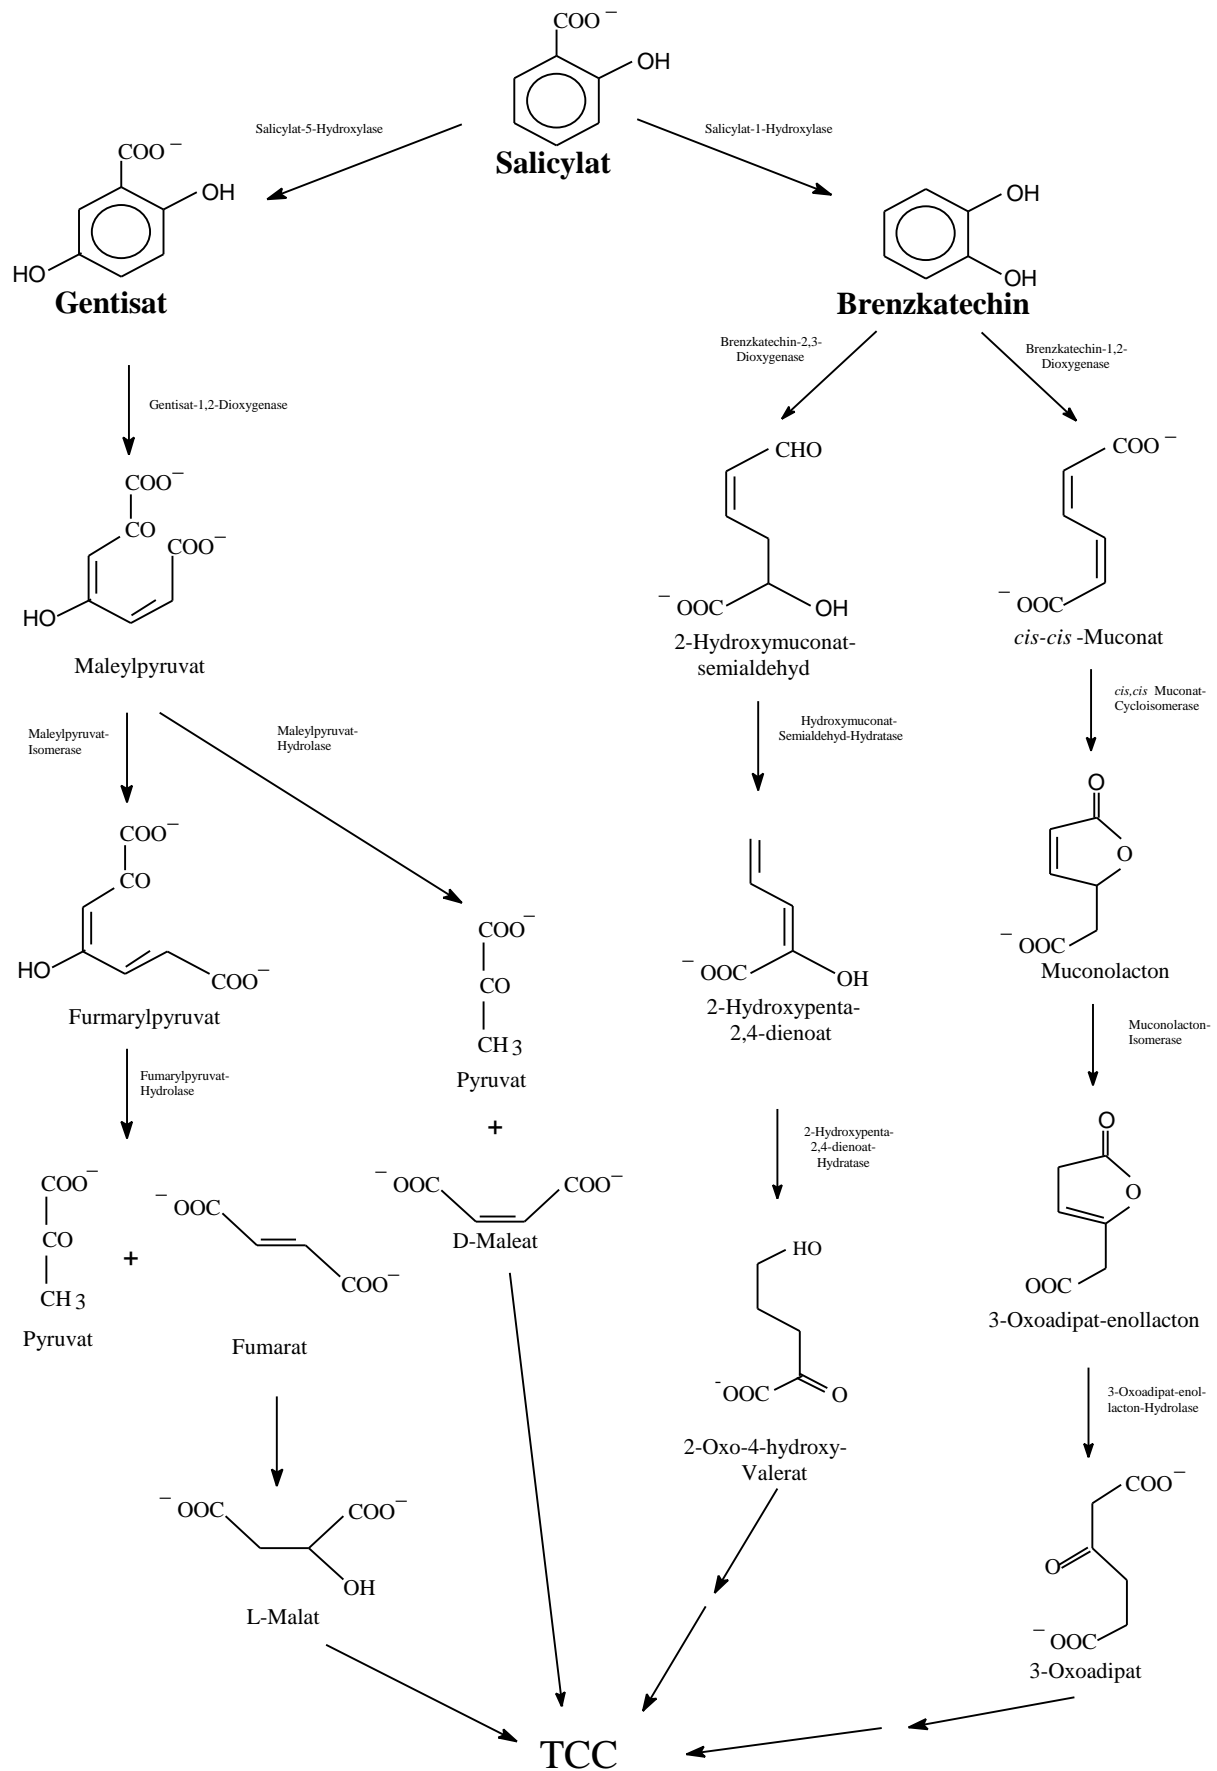 COO −
OH
Salicylat
Salicylat-5-Hydroxylase
Salicylat-1-Hydroxylase
COO −
OH
HO
Gentisat
OH
OH
Brenzkatechin
Gentisat-1,2-Dioxygenase
Brenzkatechin-2,3-
Dioxygenase
Brenzkatechin-1,2-
Dioxygenase
COO−
CO
COO−
HO
Maleylpyruvat
CHO
− OOC
OH
2-Hydroxymuconat-
semialdehyd
COO −
− OOC
cis-cis -Muconat
Maleylpyruvat-
Isomerase
Maleylpyruvat-
Hydrolase
Hydroxymuconat-
Semialdehyd-Hydratase
cis,cis Muconat-
Cycloisomerase
COO−
CO
HO
COO−
Furmarylpyruvat
COO−
CO
CH3
Pyruvat
+
− OOC
COO−
D-Maleat
− OOC
OH
2-Hydroxypenta-
2,4-dienoat
O
O
− OOC
Muconolacton
Fumarylpyruvat-
Hydrolase
2-Hydroxypenta-
2,4-dienoat-
Hydratase
Muconolacton-
Isomerase
COO−
CO
CH3
Pyruvat
+
− OOC
COO−
Fumarat
HO
-OOC
O
2-Oxo-4-hydroxy-
Valerat
O
O
OOC
3-Oxoadipat-enollacton
3-Oxoadipat-enol-
lacton-Hydrolase
− OOC
COO−
OH
L-Malat
COO−
O
− OOC
3-Oxoadipat
TCC